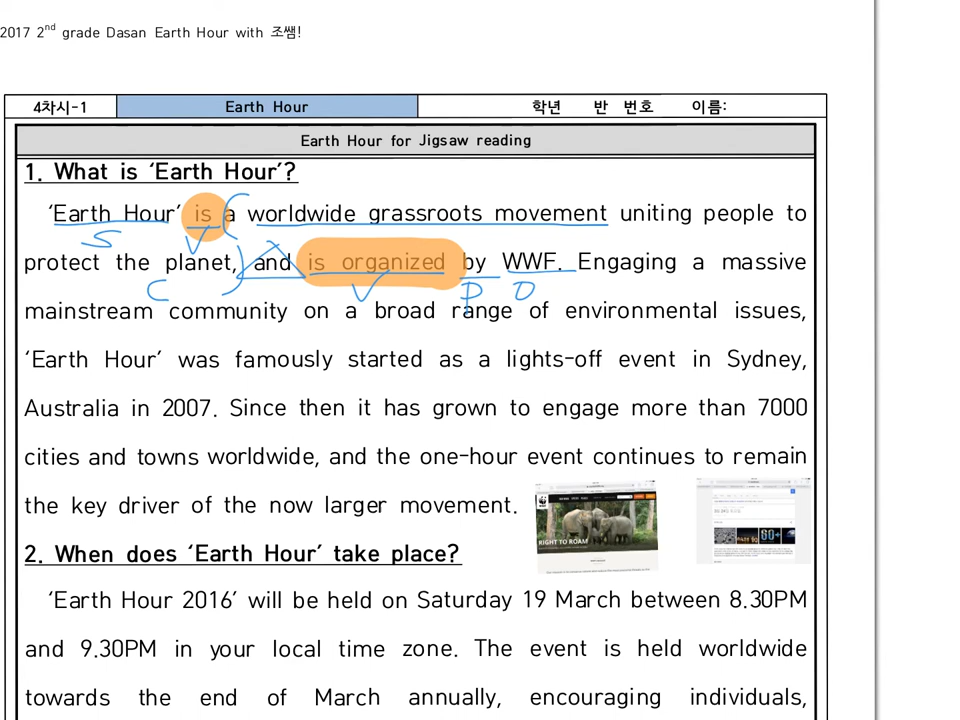 2017 2nd grade Dasan Earth Hour with 조쌤!
4차시-1 Earth Hour 학년 반 번호 이름:
Earth Hour for Jigsaw reading
1. What is ‘Earth Hour’?
‘Earth Hour’ is a worldwide grassroots movement uniting people to
S V
protect the planet, and is organized by WWF. Engaging a massive
C V P O
mainstream community on a broad range of environmental issues,
‘Earth Hour’ was famously started as a lights-off event in Sydney,
Australia in 2007. Since then it has grown to engage more than 7000
cities and towns worldwide, and the one-hour event continues to remain
the key driver of the now larger movement.
RIGHT TO ROAM
60+
2. When does ‘Earth Hour’ take place?
‘Earth Hour 2016’ will be held on Saturday 19 March between 8.30PM
and 9.30PM in your local time zone. The event is held worldwide
towards the end of March annually, encouraging individuals,